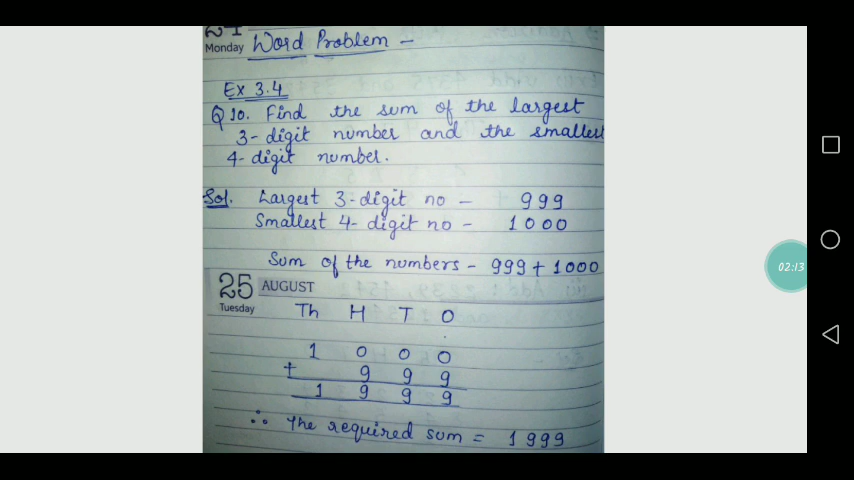 Monday Word Problem -
Ex 3.4
Q 10. Find the sum of the largest
3- digit number and the smallest
4- digit number.
Sol. Largest 3-digit no - 999
Smallest 4- digit no - 1000
Sum of the numbers - 999 + 1000
25 AUGUST
Tuesday
Th H T O
1 0 0 0
+ 9 9 9
1 9 9 9
∴ The required sum = 1999
02:13